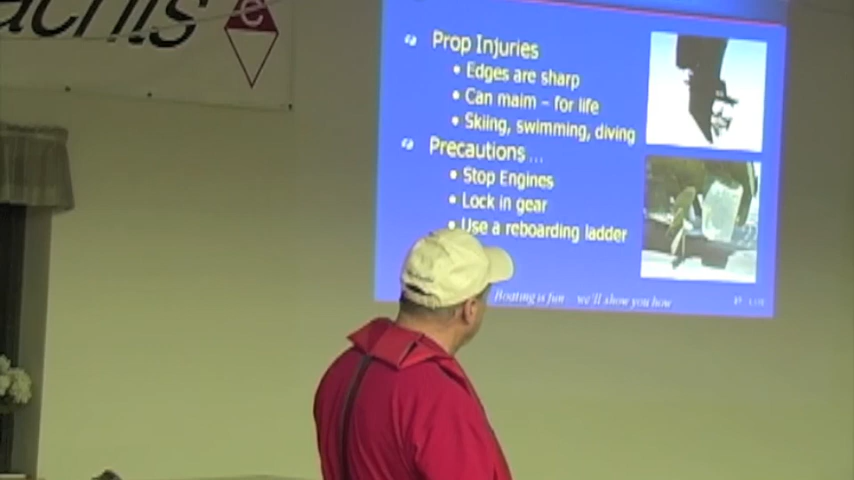 e
Prop Injuries
• Edges are sharp
• Can maim – for life
• Skiing, swimming, diving
Precautions ...
• Stop Engines
• Lock in gear
• Use a reboarding ladder
Boating is fun we'll show you how